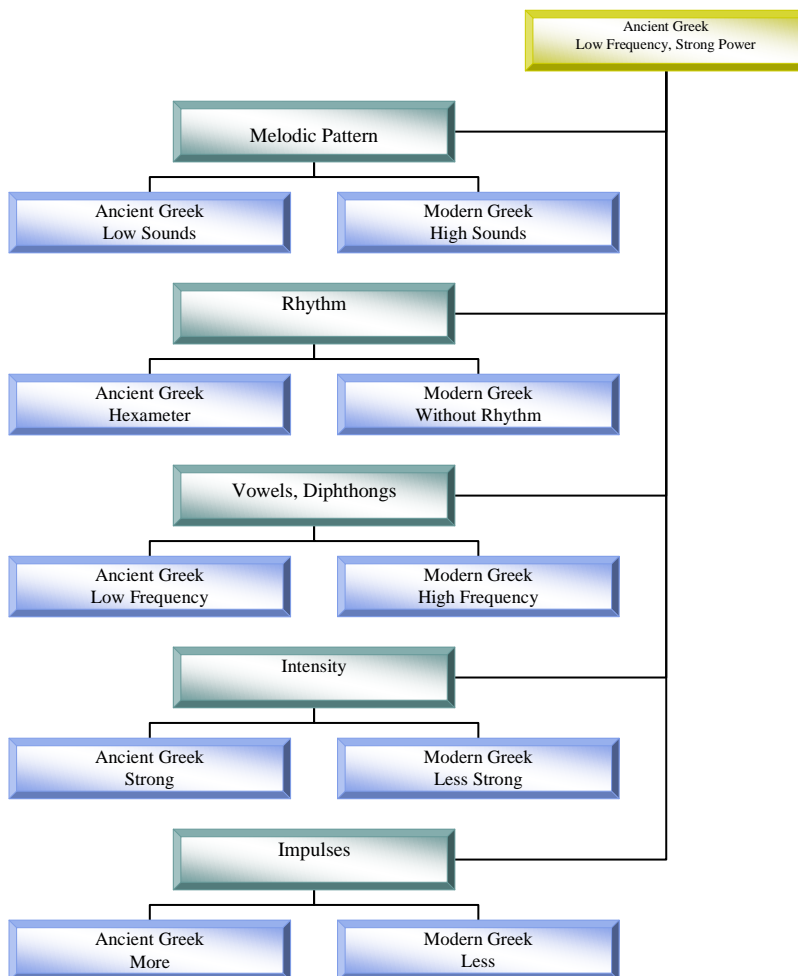 Ancient Greek
Low Frequency, Strong Power
Melodic Pattern
Ancient Greek
Low Sounds
Modern Greek
High Sounds
Rhythm
Ancient Greek
Hexameter
Modern Greek
Without Rhythm
Vowels, Diphthongs
Ancient Greek
Low Frequency
Modern Greek
High Frequency
Intensity
Ancient Greek
Strong
Modern Greek
Less Strong
Impulses
Ancient Greek
More
Modern Greek
Less